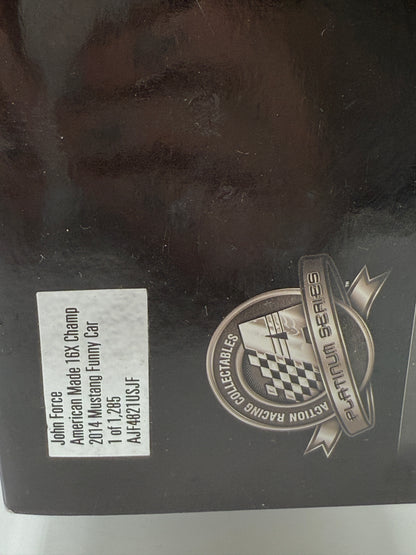 John Force
American Made 16X Champ
2014 Mustang Funny Car
1 of 1,285
AJF4821USJF
ACTION RACING COLLECTABLES
PLATINUM SERIES